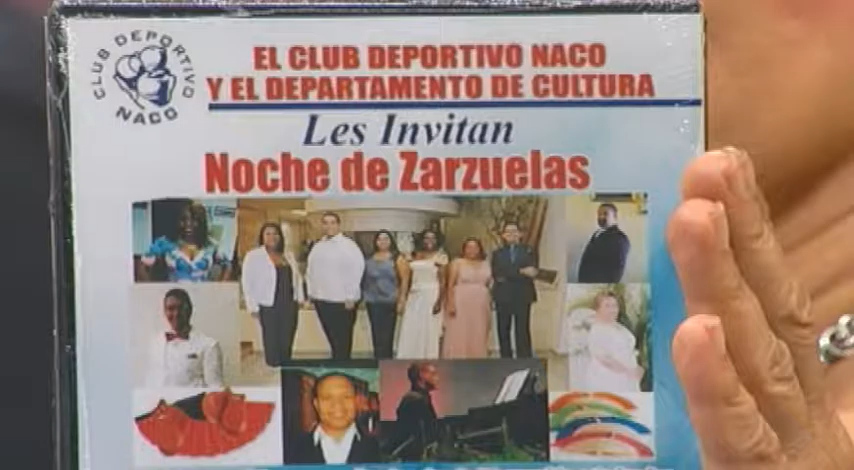 CLUB DEPORTIVO
NACO
EL CLUB DEPORTIVO NACO
Y EL DEPARTAMENTO DE CULTURA
Les Invitan
Noche de Zarzuelas